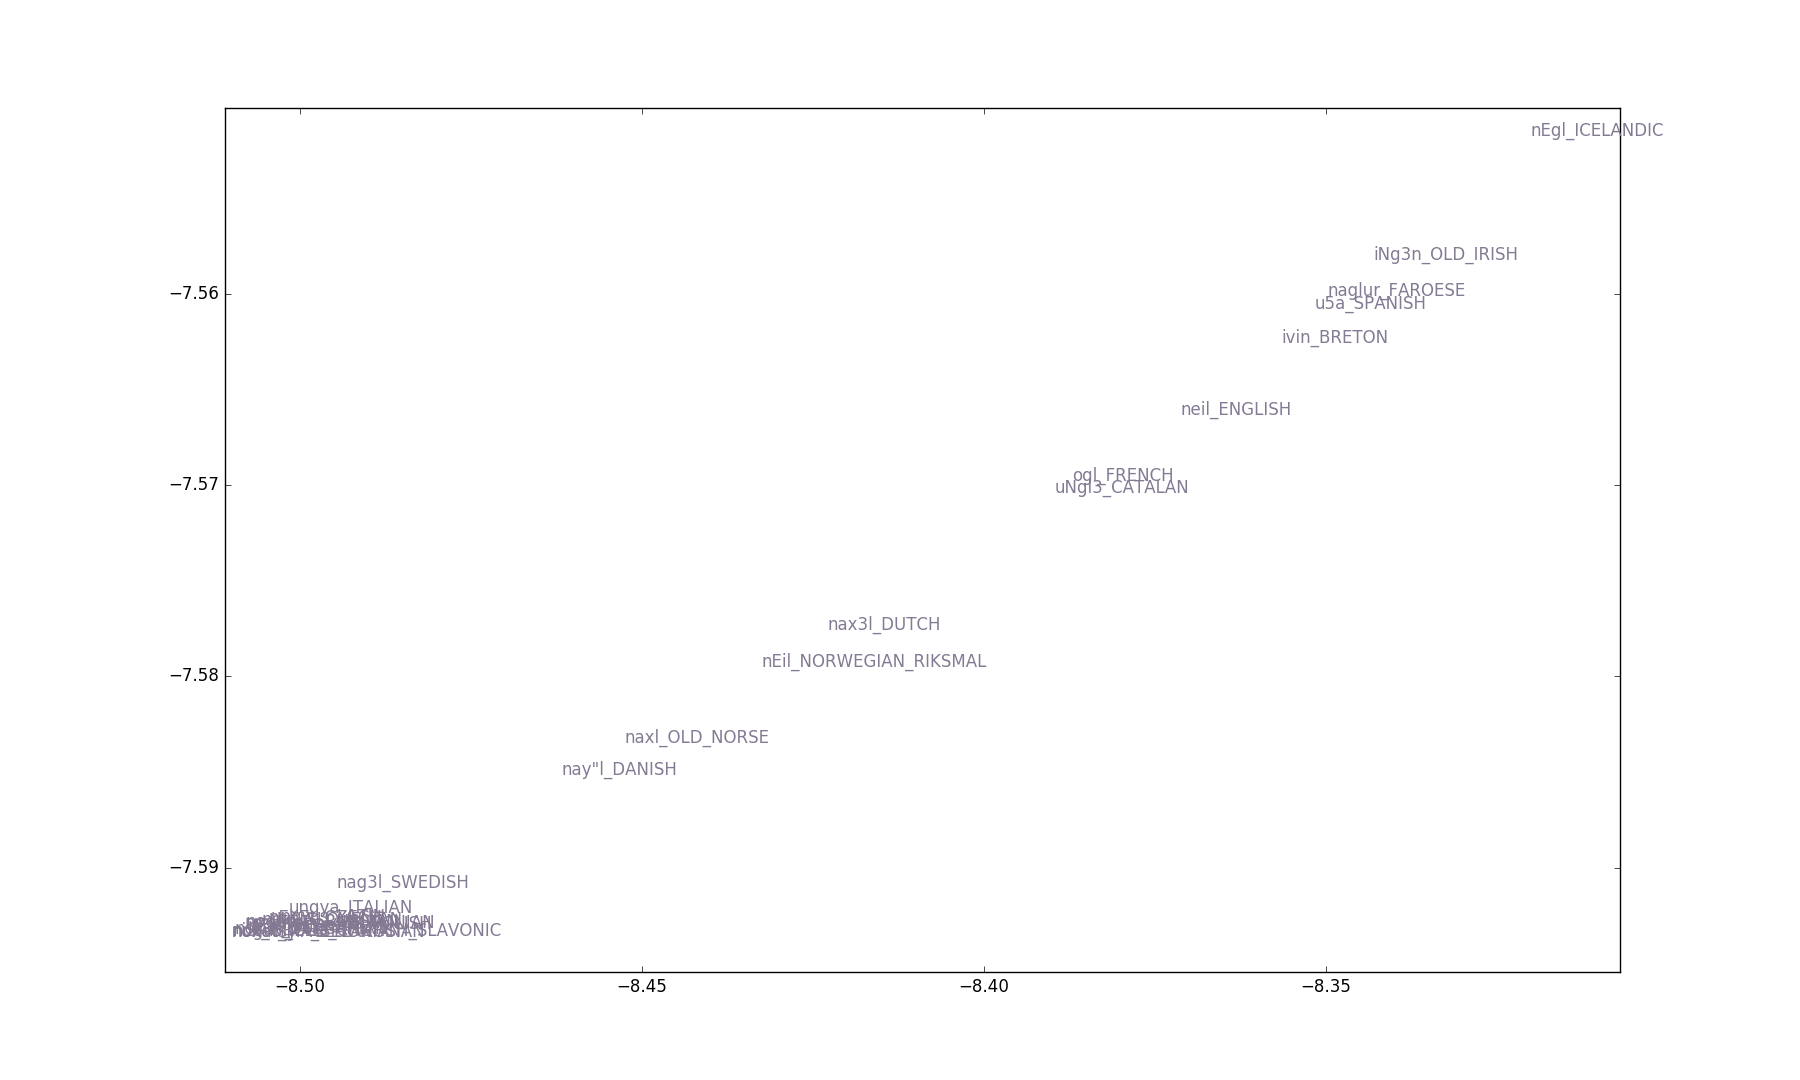 nEgl_ICELANDIC
iNg3n_OLD_IRISH
−7.56
naglur_FAROESE
u5a_SPANISH
ivin_BRETON
neil_ENGLISH
ogl_FRENCH
−7.57
uNgl3_CATALAN
nax3l_DUTCH
nEil_NORWEGIAN_RIKSMAL
−7.58
naxl_OLD_NORSE
nay"l_DANISH
−7.59
nag3l_SWEDISH
ungya_ITALIAN
−8.50
−8.45
−8.40
−8.35